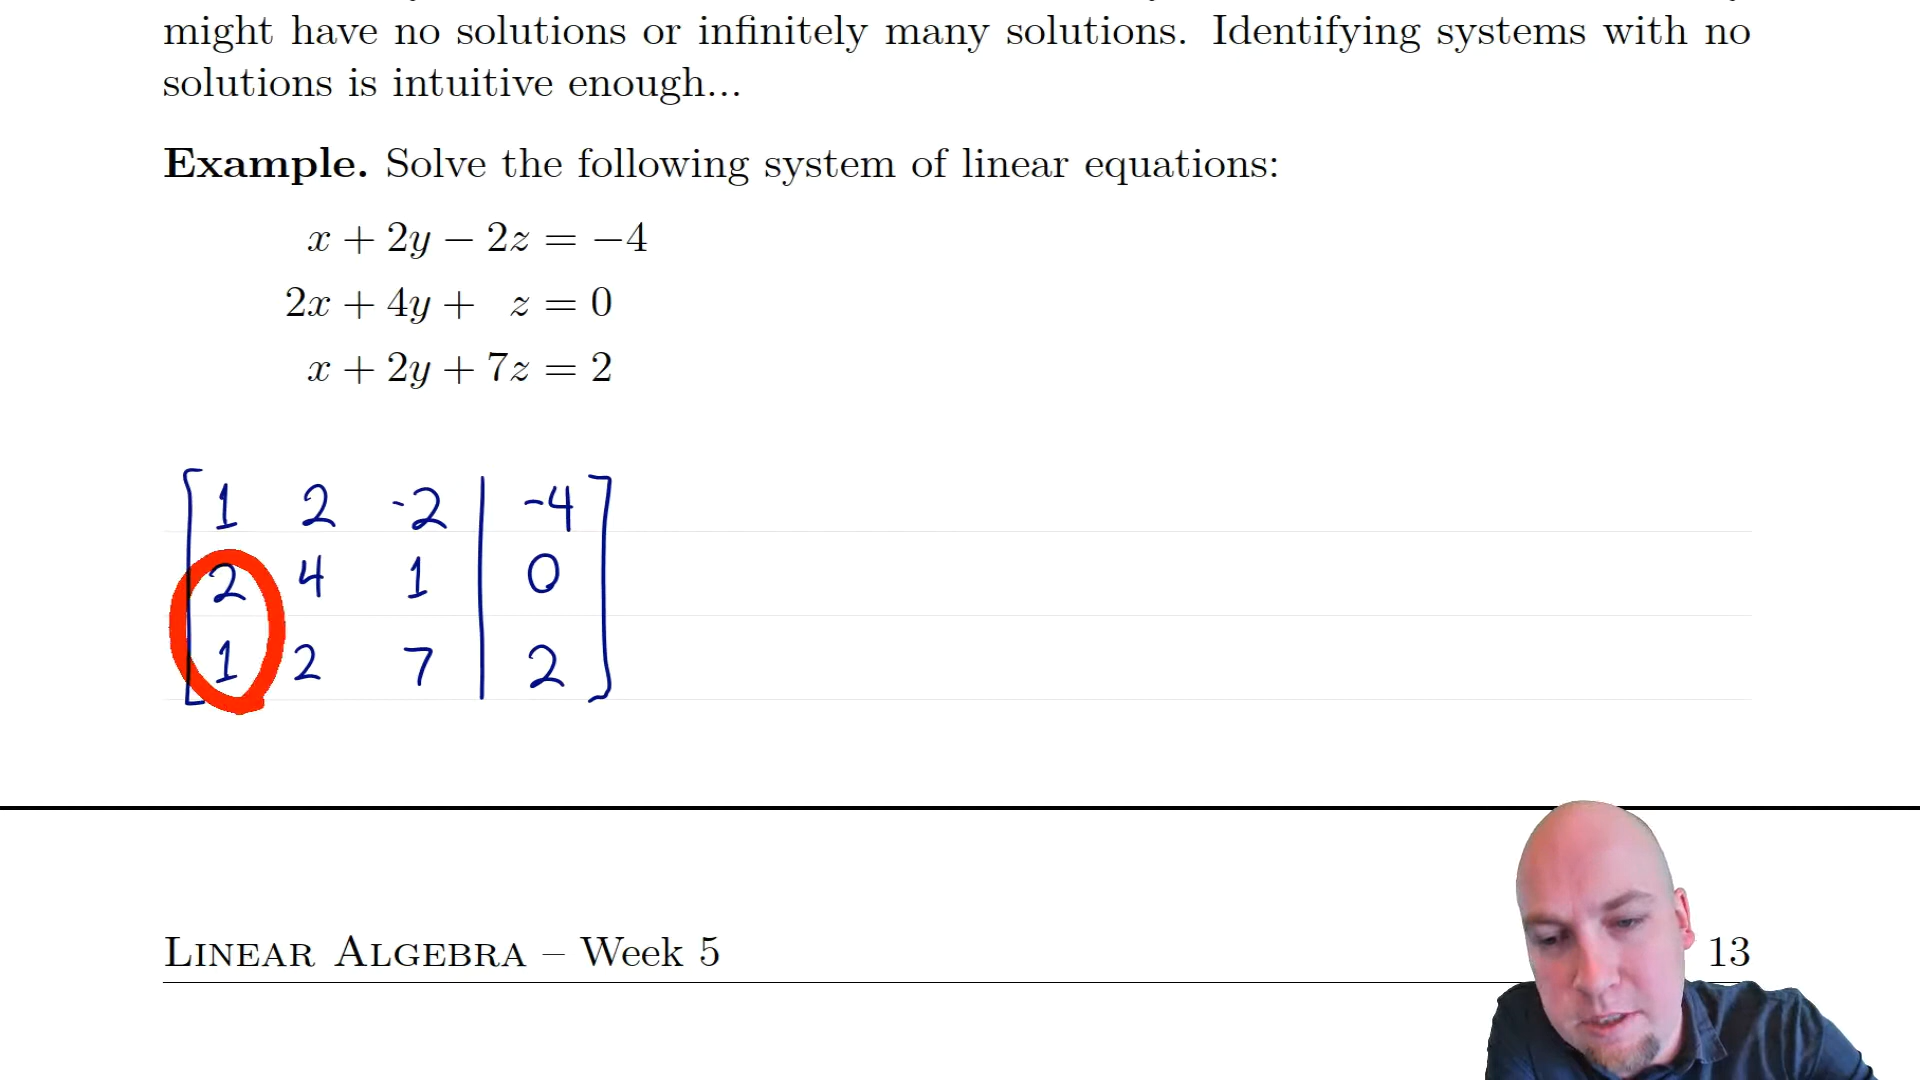 might have no solutions or infinitely many solutions. Identifying systems with no
solutions is intuitive enough...
Example. Solve the following system of linear equations:
x + 2y − 2z = −4
2x + 4y + z = 0
x + 2y + 7z = 2
1 2 -2 | -4
2 4 1 | 0
1 2 7 | 2
LINEAR ALGEBRA – Week 5
13